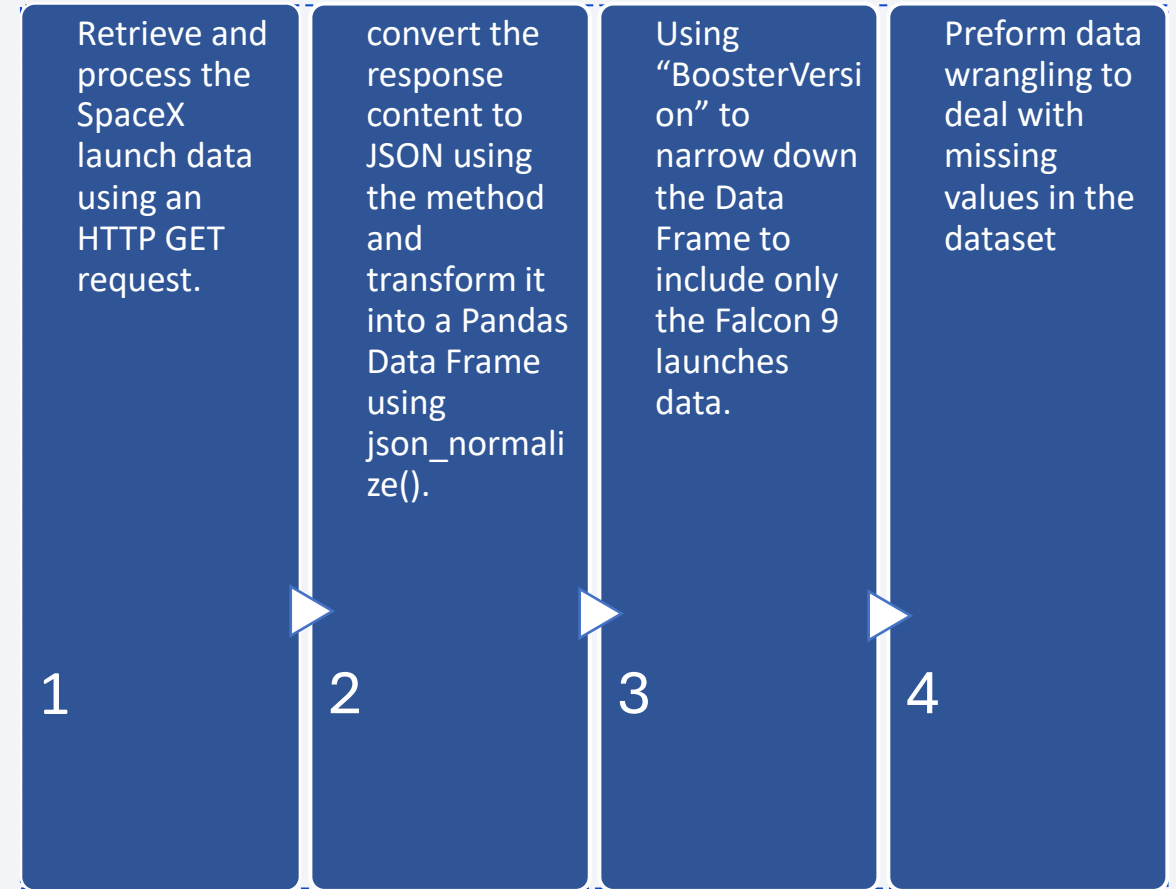 Retrieve and
process the
SpaceX
launch data
using an
HTTP GET
request.
1
convert the
response
content to
JSON using
the method
and
transform it
into a Pandas
Data Frame
using
json_normali
ze().
2
Using
“BoosterVersi
on” to
narrow down
the Data
Frame to
include only
the Falcon 9
launches
data.
3
Preform data
wrangling to
deal with
missing
values in the
dataset
4